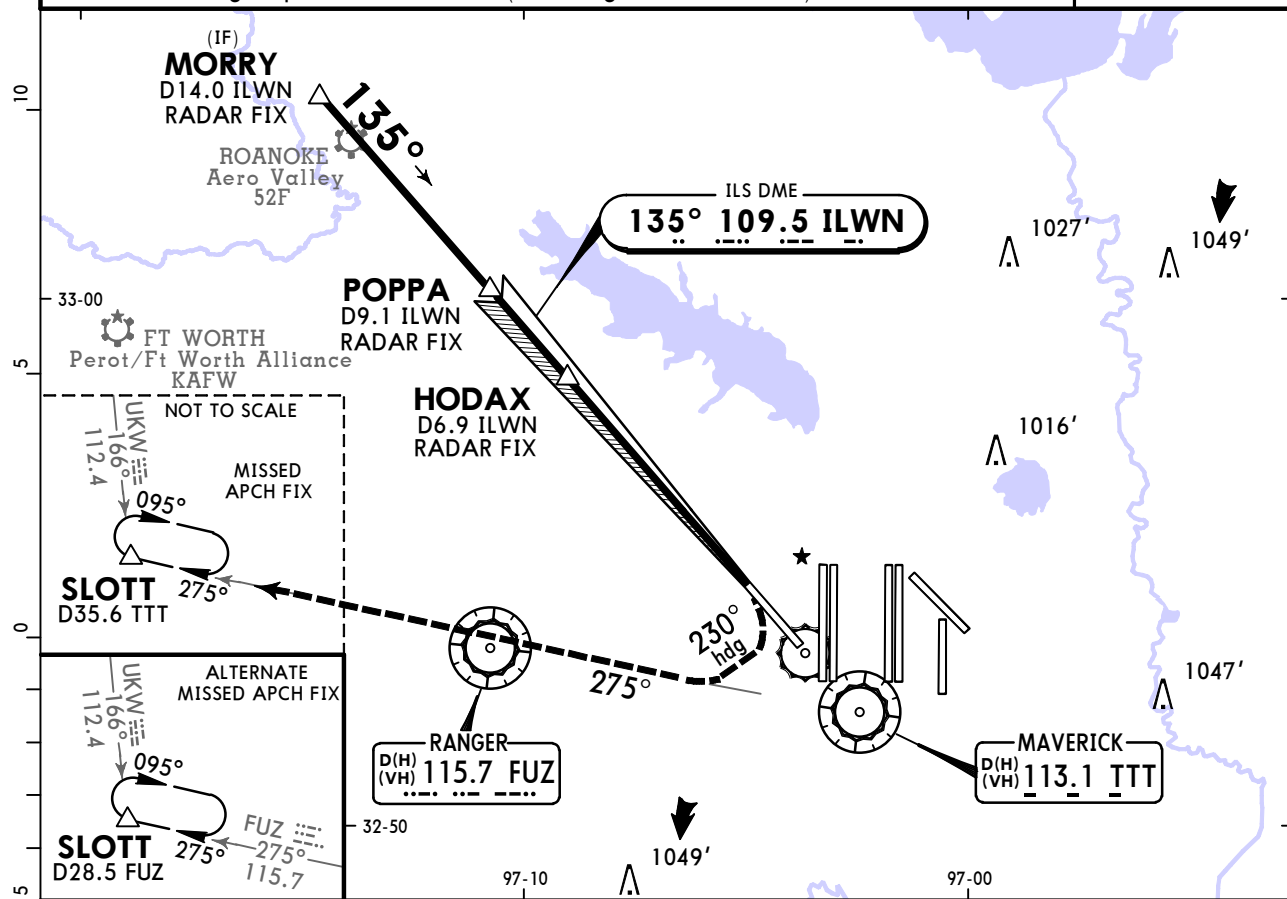 (IF)
MORRY
D14.0 ILWN
RADAR FIX
135°
10
ROANOKE
Aero Valley
52F
ILS DME
135° 109.5 ILWN
1027'
1049'
33-00
POPPA
D9.1 ILWN
RADAR FIX
FT WORTH
Perot/Ft Worth Alliance
KAFW
5
HODAX
D6.9 ILWN
RADAR FIX
1016'
NOT TO SCALE
UKW
166°
112.4
MISSED
APCH FIX
095°
275°
SLOTT
D35.6 TTT
0
230°
hdg
275°
ALTERNATE
MISSED APCH FIX
UKW
166°
112.4
095°
275°
SLOTT
D28.5 FUZ
FUZ
275°
115.7
RANGER
D(H)
(VH) 115.7 FUZ
MAVERICK
D(H)
(VH) 113.1 TTT
1047'
32-50
1049'
5
97-10
97-00